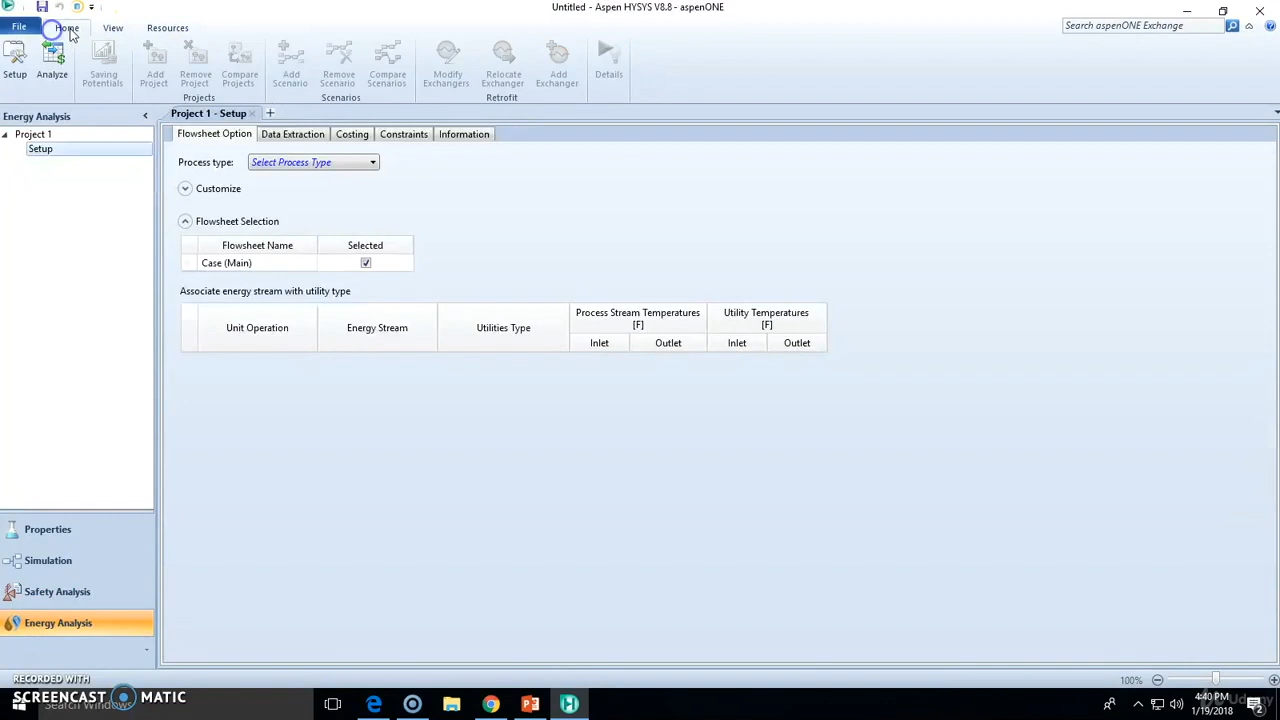 Untitled - Aspen HYSYS V8.8 - aspenONE
File Home View Resources
Search aspenONE Exchange
Setup Analyze Saving Potentials Add Project Remove Project Compare Projects Add Scenario Remove Scenario Compare Scenarios Modify Exchangers Relocate Exchanger Add Exchanger Details
Projects Scenarios Retrofit
Energy Analysis
Project 1 - Setup
Project 1
Setup
Flowsheet Option Data Extraction Costing Constraints Information
Process type: Select Process Type
Customize
Flowsheet Selection
Flowsheet Name Selected
Case (Main)
Associate energy stream with utility type
Unit Operation Energy Stream Utilities Type Process Stream Temperatures [F] Utility Temperatures [F]
Inlet Outlet Inlet Outlet
Properties
Simulation
Safety Analysis
Energy Analysis
100%
RECORDED WITH
SCREENCAST MATIC
Search Windows
4:40 PM
1/19/2018
Udemy
2